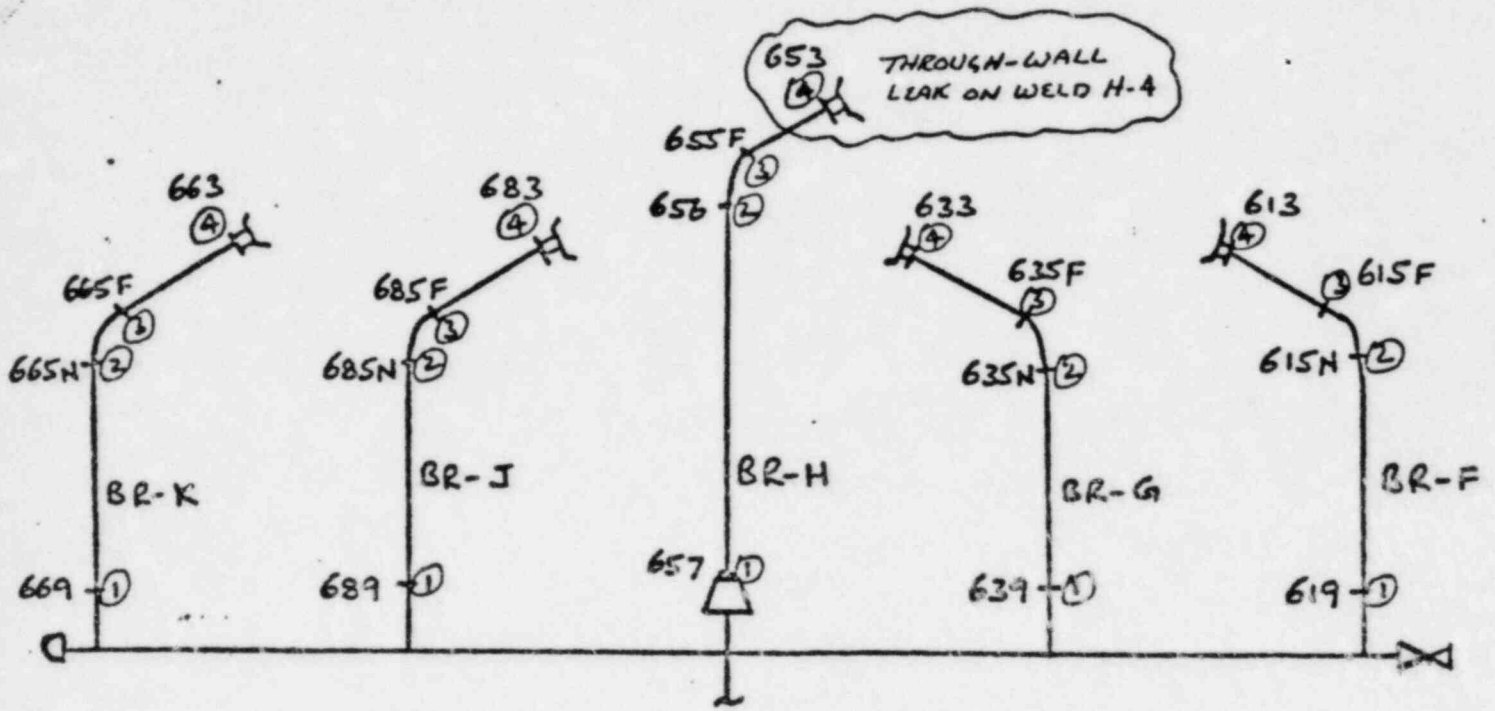 653
④
THROUGH-WALL
LEAK ON WELD H-4
655F
③
656
②
663
④
683
④
633
④
613
④
665F
③
685F
③
635F
③
615F
③
665N
②
685N
②
635N
②
615N
②
BR-K
BR-J
BR-H
BR-G
BR-F
669
①
689
①
657
①
639
①
619
①